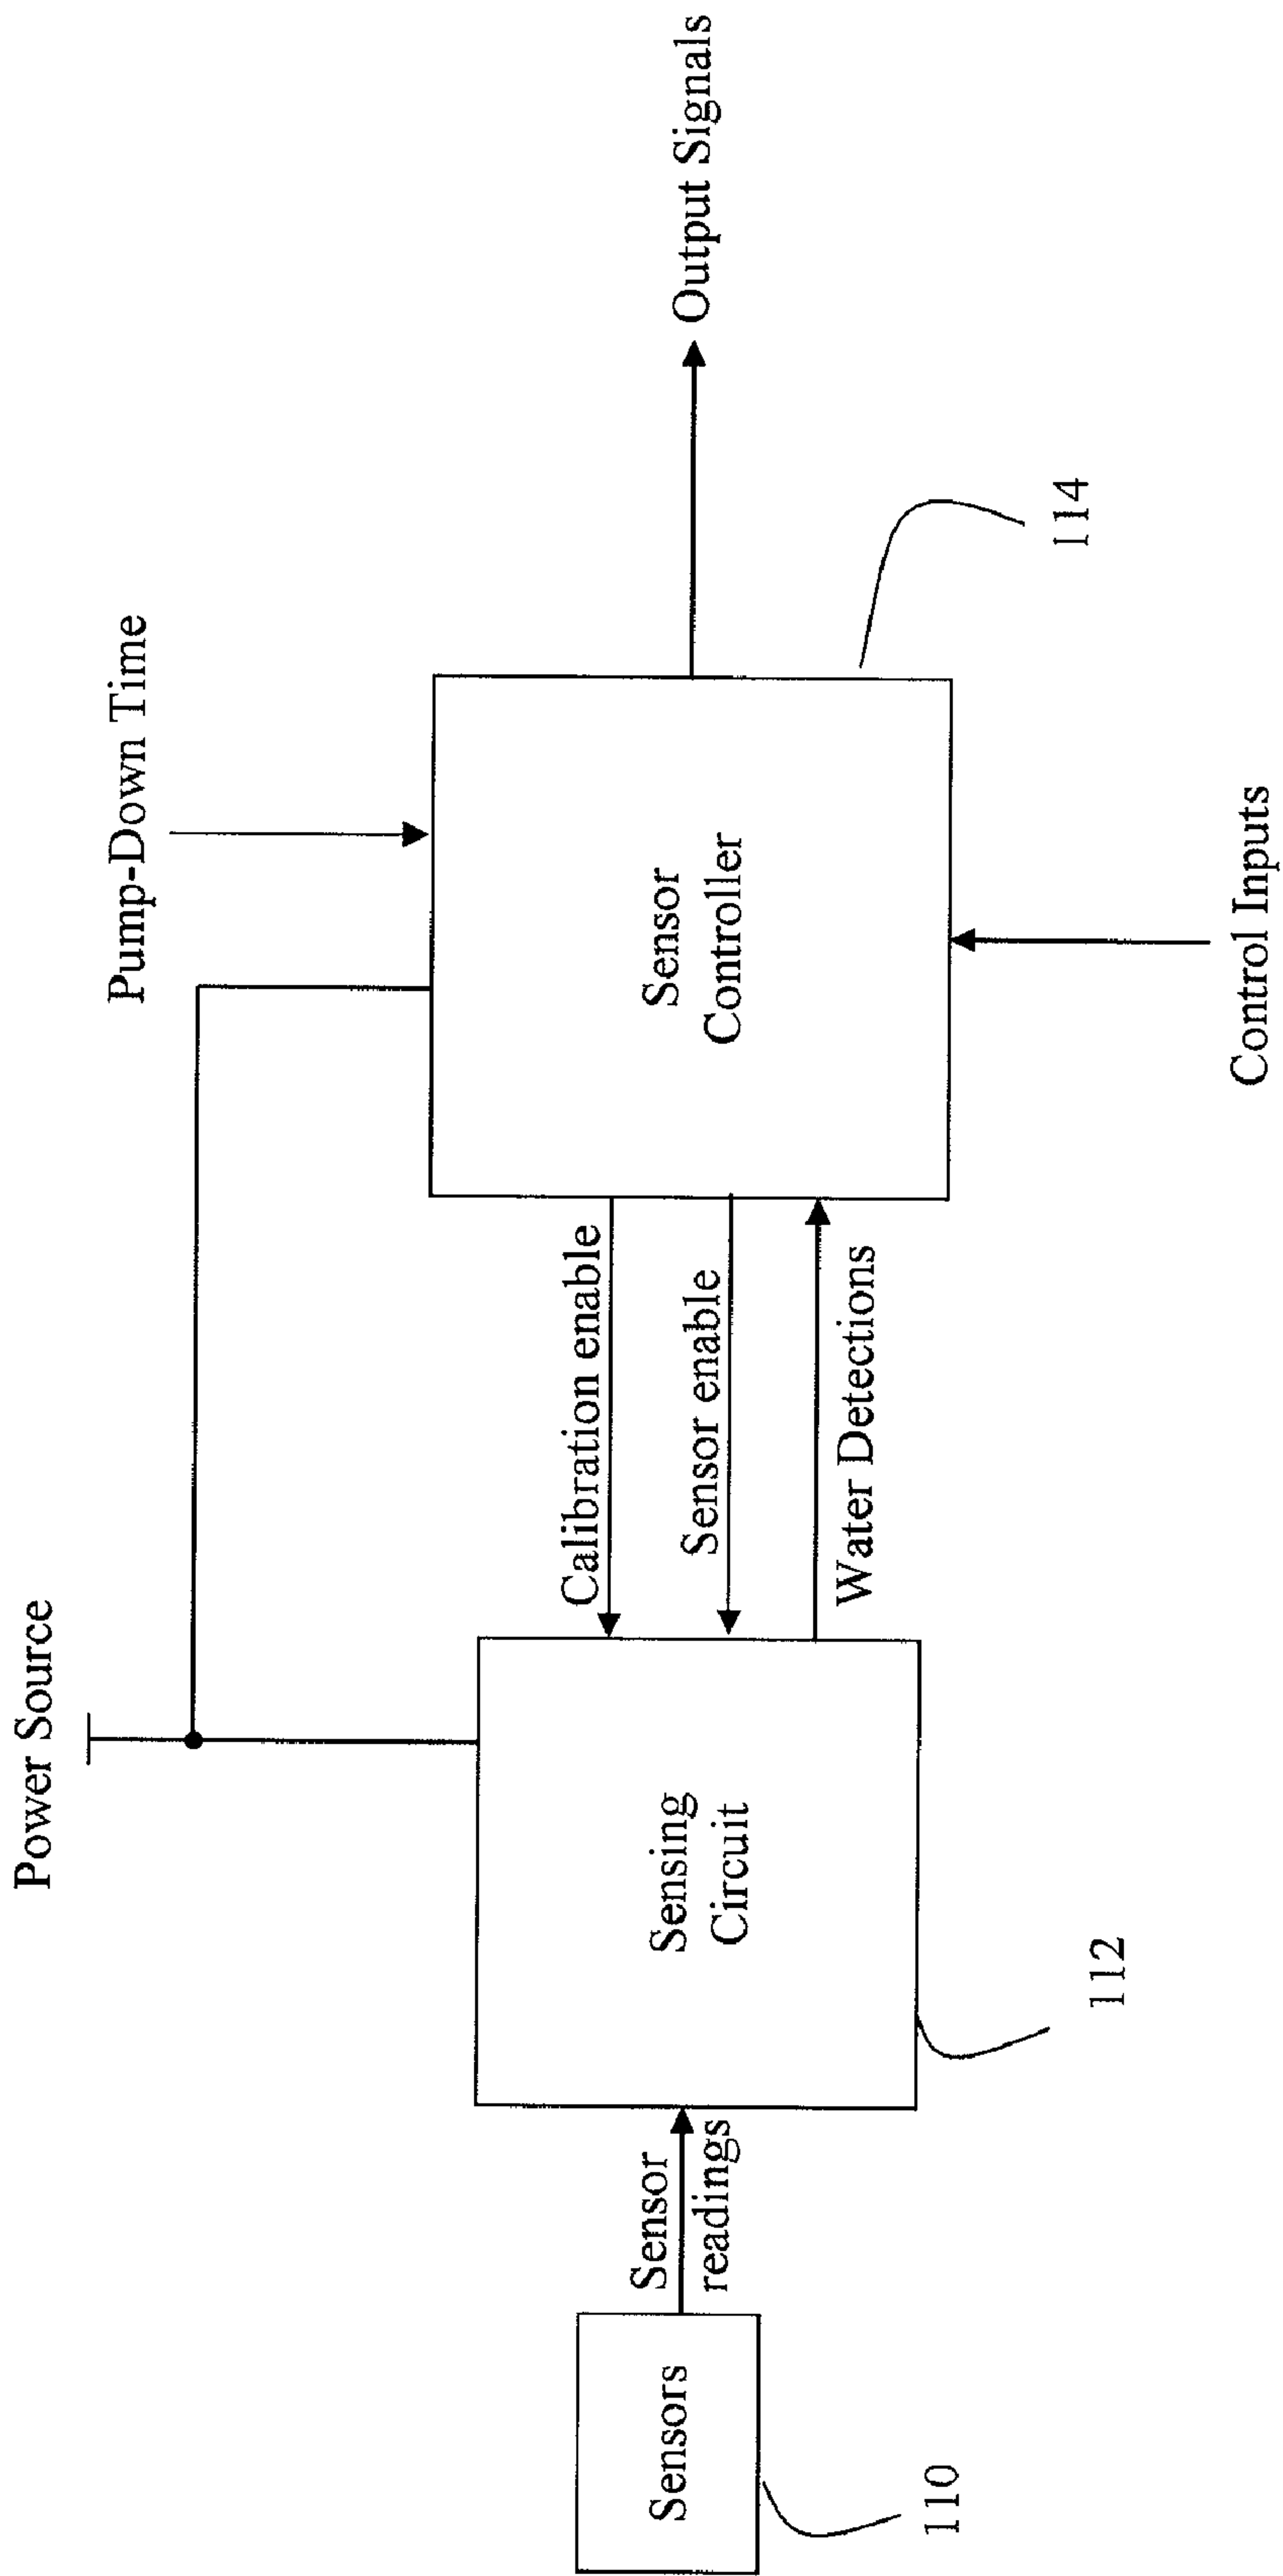 Power Source
Pump-Down Time
Sensors
110
Sensor
readings
Sensing
Circuit
112
Calibration enable
Sensor enable
Water Detections
Sensor
Controller
114
Control Inputs
Output Signals